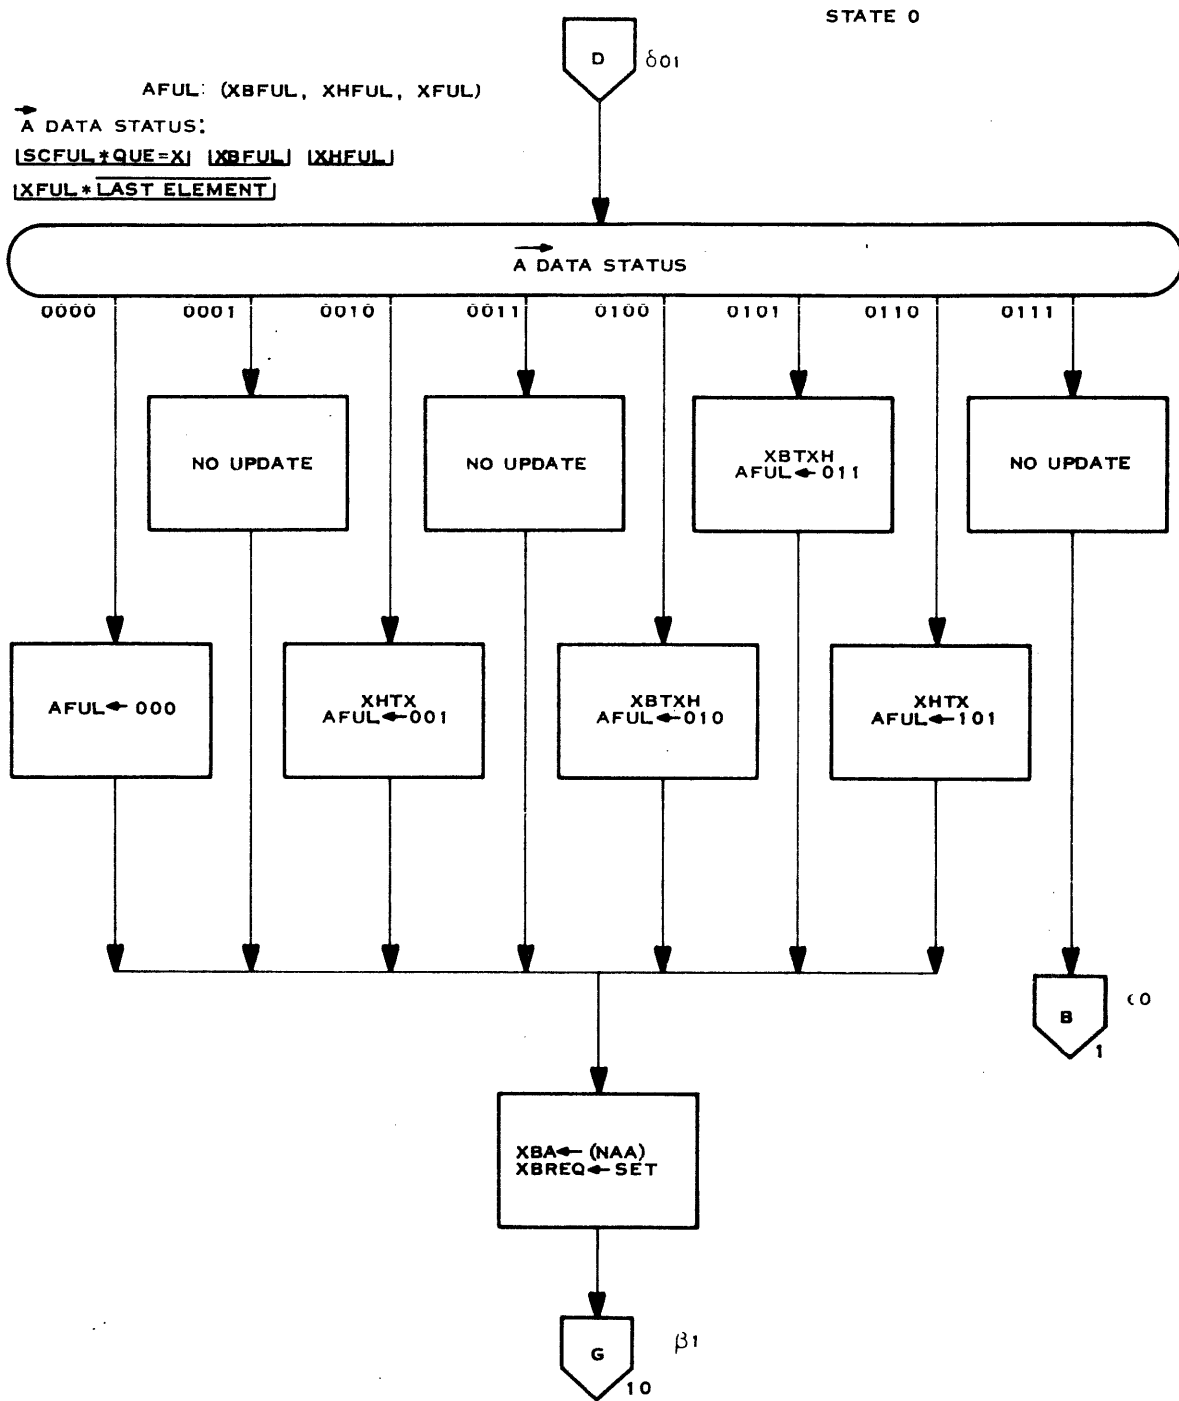 STATE 0
D δ01
AFUL: (XBFUL, XHFUL, XFUL)
A DATA STATUS:
SCFUL*QUE=X XBFUL XHFUL
XFUL*LAST ELEMENT
A DATA STATUS
0000 0001 0010 0011 0100 0101 0110 0111
NO UPDATE
NO UPDATE
XBTXH
AFUL←011
NO UPDATE
AFUL←000
XHTX
AFUL←001
XBTXH
AFUL←010
XHTX
AFUL←101
B ϵ0
1
XBA←(NAA)
XBREQ←SET
G β1
10